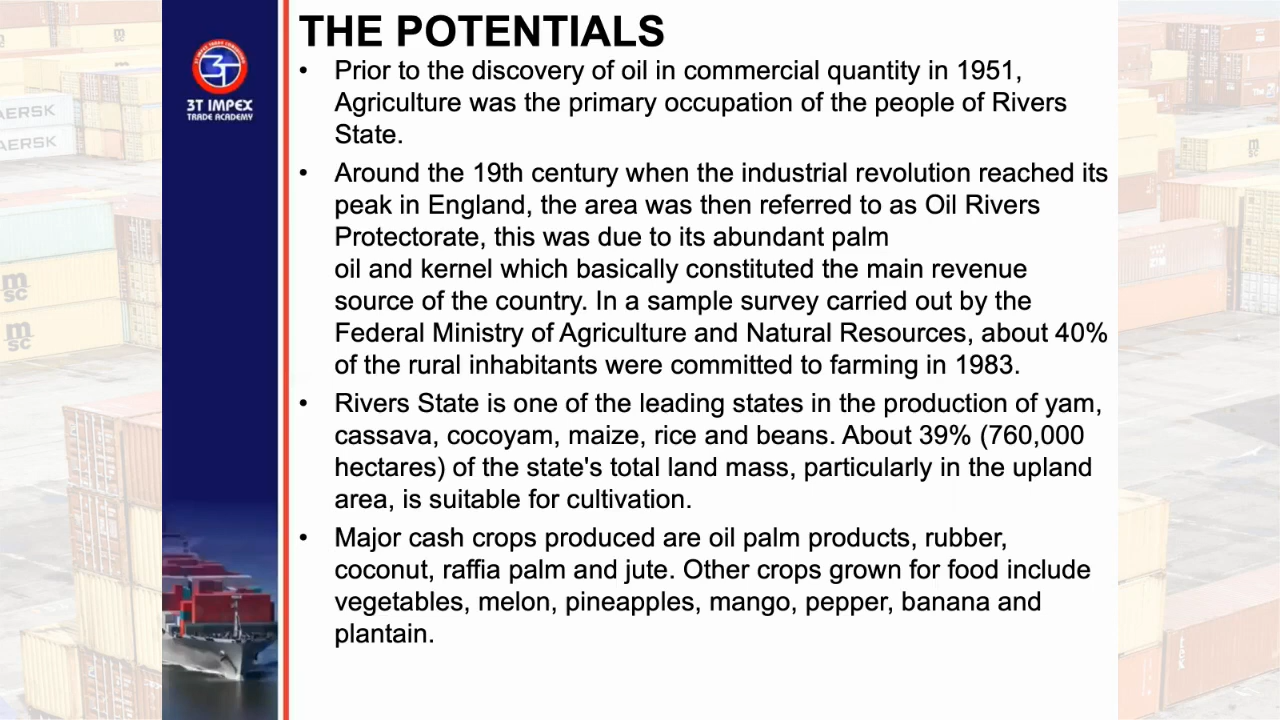 THE POTENTIALS
• Prior to the discovery of oil in commercial quantity in 1951,
Agriculture was the primary occupation of the people of Rivers
State.
• Around the 19th century when the industrial revolution reached its
peak in England, the area was then referred to as Oil Rivers
Protectorate, this was due to its abundant palm
oil and kernel which basically constituted the main revenue
source of the country. In a sample survey carried out by the
Federal Ministry of Agriculture and Natural Resources, about 40%
of the rural inhabitants were committed to farming in 1983.
• Rivers State is one of the leading states in the production of yam,
cassava, cocoyam, maize, rice and beans. About 39% (760,000
hectares) of the state's total land mass, particularly in the upland
area, is suitable for cultivation.
• Major cash crops produced are oil palm products, rubber,
coconut, raffia palm and jute. Other crops grown for food include
vegetables, melon, pineapples, mango, pepper, banana and
plantain.
3T
3T IMPEX
TRADE ACADEMY
AERSK
AERSK
msc
msc